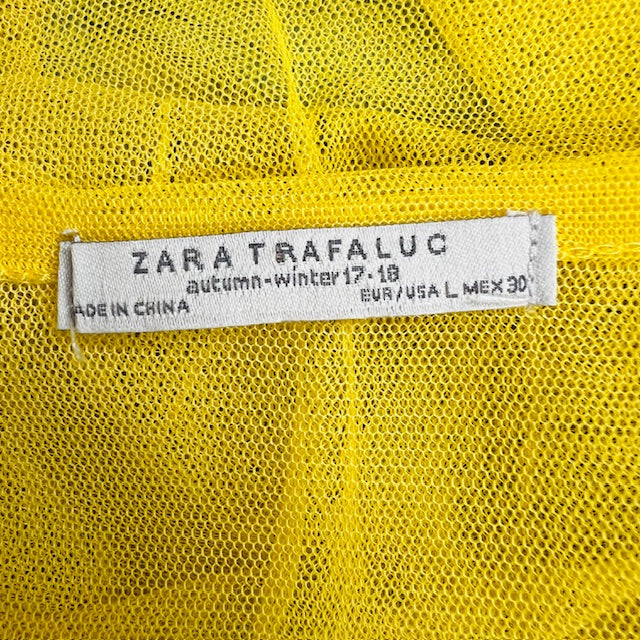 ZARA TRAFALUC
autumn-winter 17-18
EUR/USA L MEX 30
ADE IN CHINA